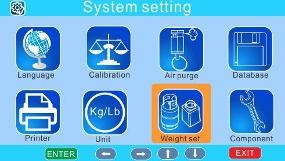 System setting
Language Calibration Air purge Database
Kg/Lb
Printer Unit Weight set Component
ENTER EXIT